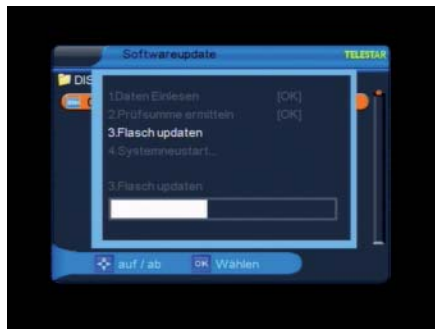 Softwareupdate
TELESTAR
DIS
1.Daten Einlesen [OK]
2.Prüfsumme ermitteln [OK]
3.Flasch updaten
4.Systemneustart...
3.Flasch updaten
auf / ab OK Wählen